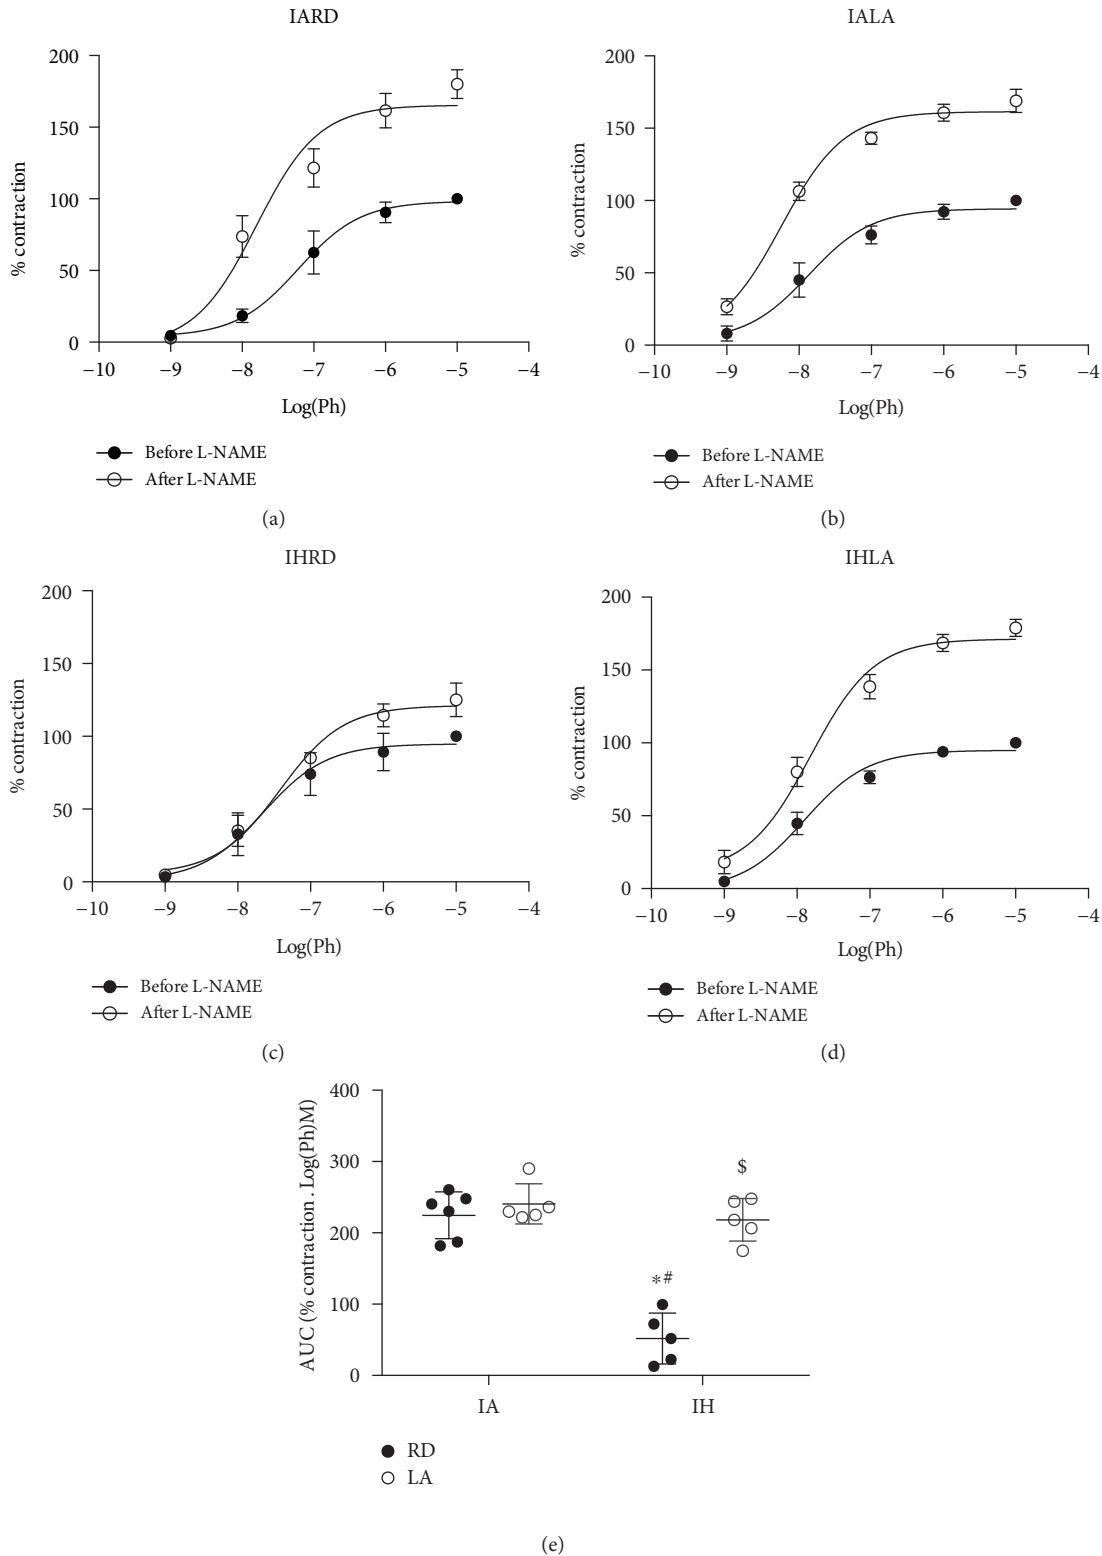 IARD
200
150
100
50
0
% contraction
−10 −9 −8 −7 −6 −5 −4
Log(Ph)
Before L-NAME
After L-NAME
(a)
IALA
200
150
100
50
0
% contraction
−10 −9 −8 −7 −6 −5 −4
Log(Ph)
Before L-NAME
After L-NAME
(b)
IHRD
200
150
100
50
0
% contraction
−10 −9 −8 −7 −6 −5 −4
Log(Ph)
Before L-NAME
After L-NAME
(c)
IHLA
200
150
100
50
0
% contraction
−10 −9 −8 −7 −6 −5 −4
Log(Ph)
Before L-NAME
After L-NAME
(d)
400
300
200
100
0
AUC (% contraction . Log(Ph)M)
$
*#
IA IH
RD
LA
(e)